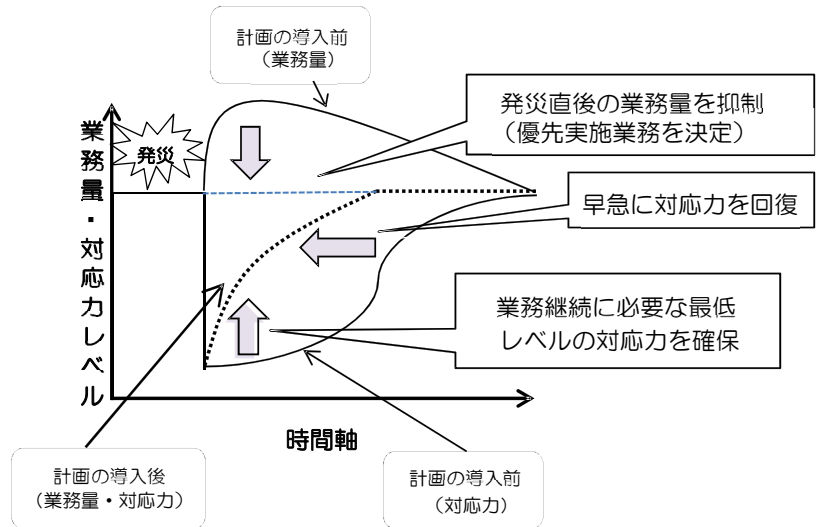 計画の導入前
（業務量）
発災直後の業務量を抑制
（優先実施業務を決定）
業務量・対応力レベル
発災
早急に対応力を回復
業務継続に必要な最低
レベルの対応力を確保
時間軸
計画の導入後
（業務量・対応力）
計画の導入前
（対応力）